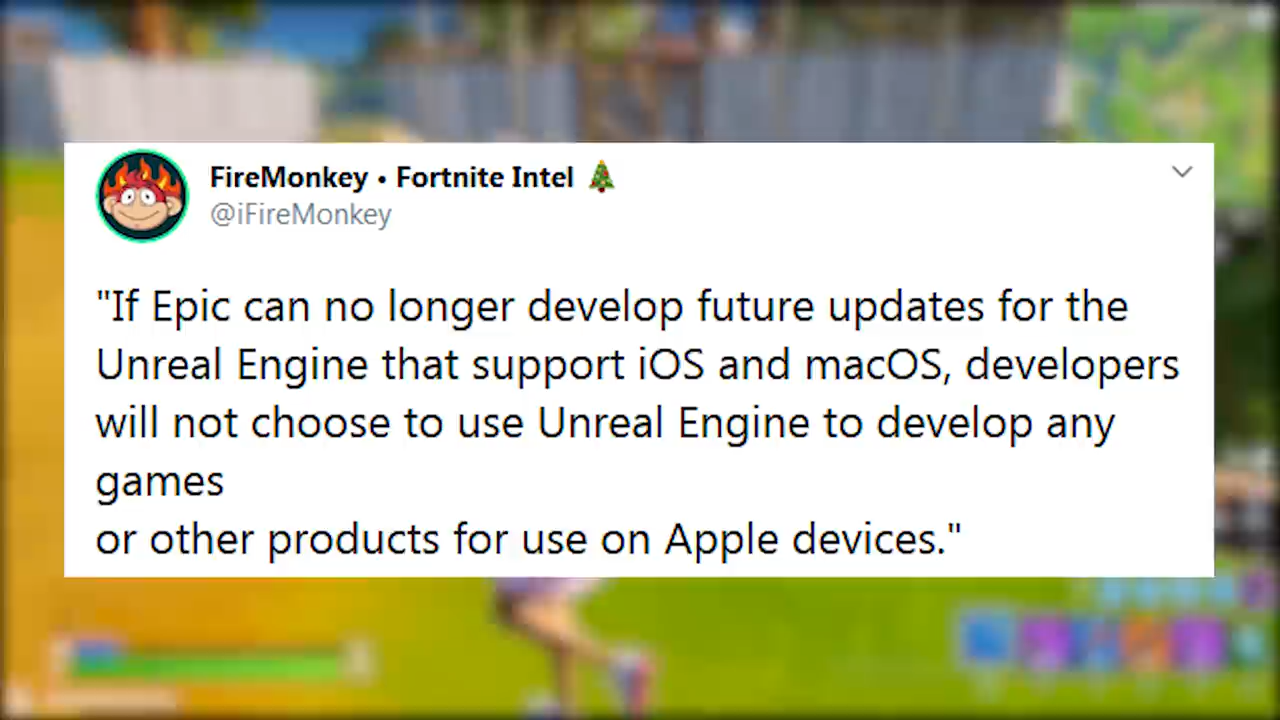 FireMonkey • Fortnite Intel 🎄
@iFireMonkey
"If Epic can no longer develop future updates for the
Unreal Engine that support iOS and macOS, developers
will not choose to use Unreal Engine to develop any
games
or other products for use on Apple devices."